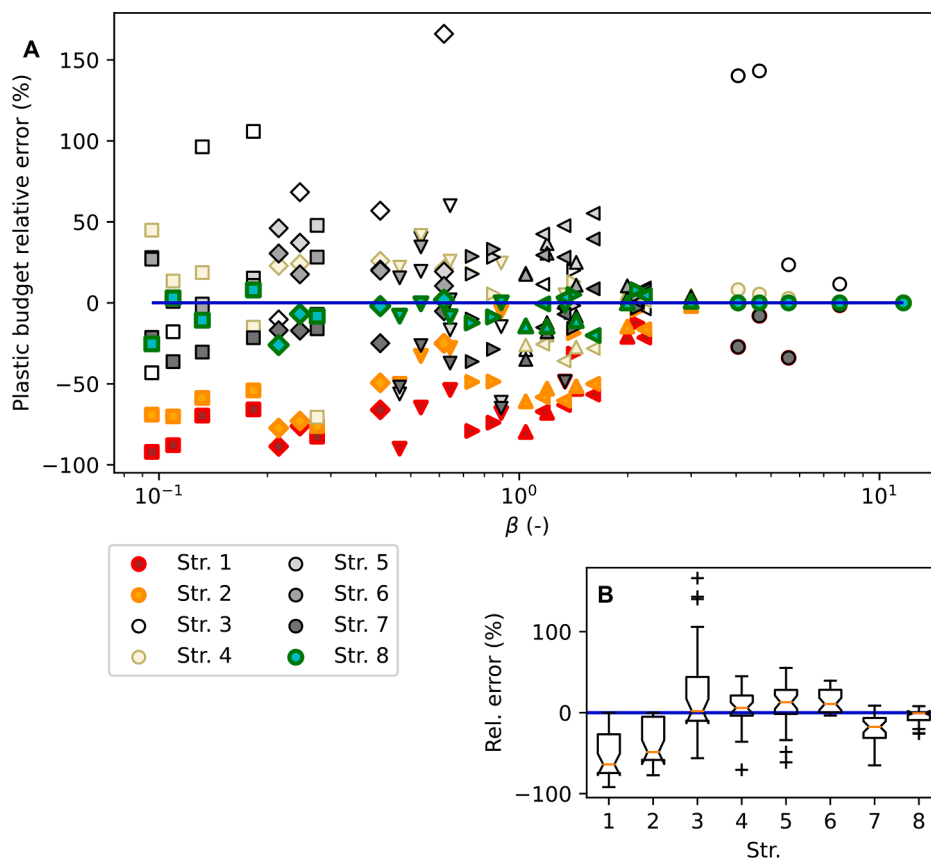 A
Plastic budget relative error (%)
150
100
50
0
−50
−100
10⁻¹
10⁰
10¹
β (-)
Str. 1
Str. 2
Str. 3
Str. 4
Str. 5
Str. 6
Str. 7
Str. 8
B
Rel. error (%)
100
0
−100
1 2 3 4 5 6 7 8
Str.